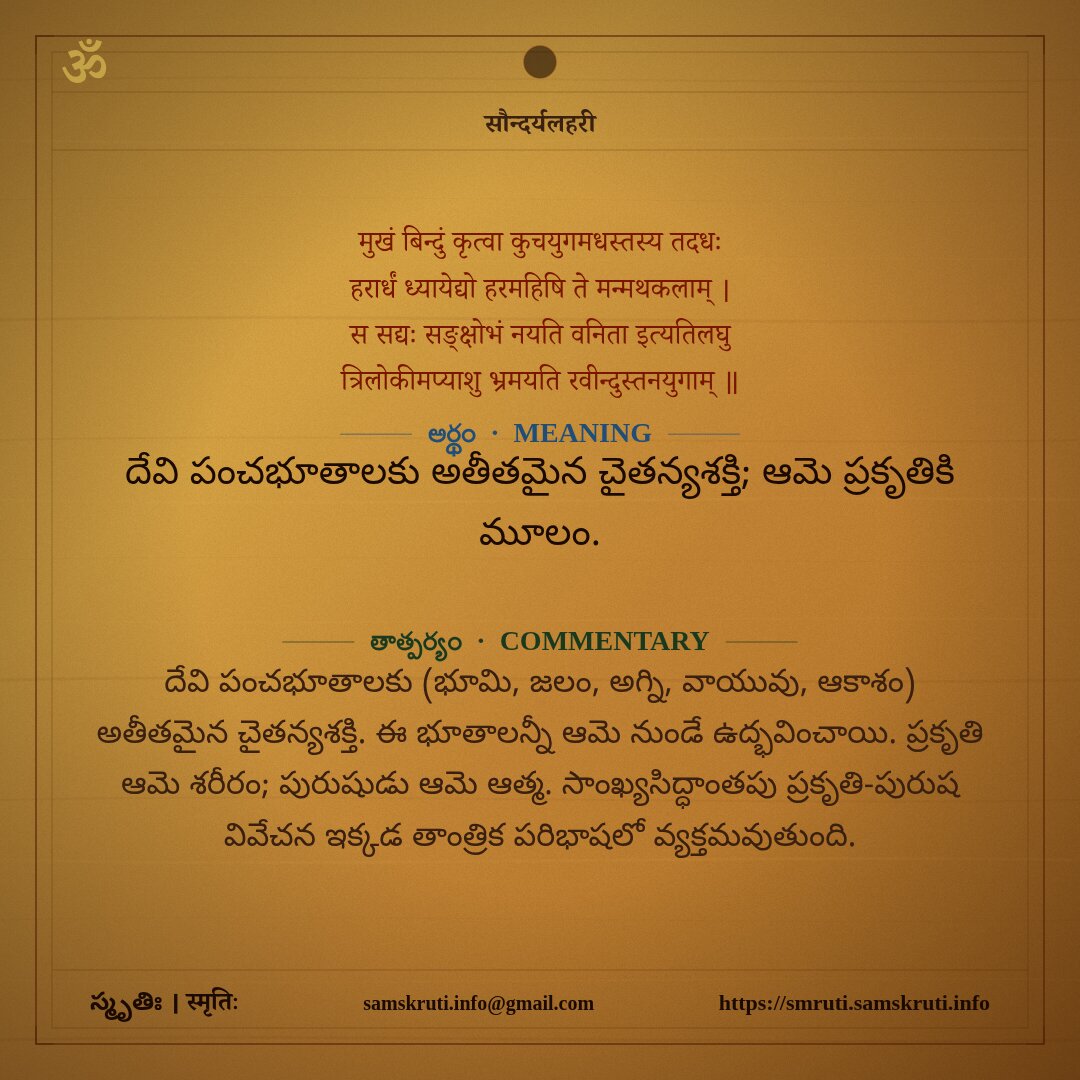 ॐ
सौन्दर्यलहरी
मुखं बिन्दुं कृत्वा कुचयुगमधस्तस्य तदधः
हरार्धं ध्यायेद्यो हरमहिषि ते मन्मथकलाम् |
स सद्यः सङ्क्षोभं नयति वनिता इत्यतिलघु
त्रिलोकीमप्याशु भ्रमयति रवीन्दुस्तनयुगाम् ||
అర్థం · MEANING
దేవి పంచభూతాలకు అతీతమైన చైతన్యశక్తి; ఆమె ప్రకృతికి
మూలం.
తాత్పర్యం · COMMENTARY
దేవి పంచభూతాలకు (భూమి, జలం, అగ్ని, వాయువు, ఆకాశం)
అతీతమైన చైతన్యశక్తి. ఈ భూతాలన్నీ ఆమె నుండే ఉద్భవించాయి. ప్రకృతి
ఆమె శరీరం; పురుషుడు ఆమె ఆత్మ. సాంఖ్యసిద్ధాంతపు ప్రకృతి-పురుష
వివేచన ఇక్కడ తాంత్రిక పరిభాషలో వ్యక్తమవుతుంది.
స్మృతిః | स्मृतिः samskruti.info@gmail.com https://smruti.samskruti.info